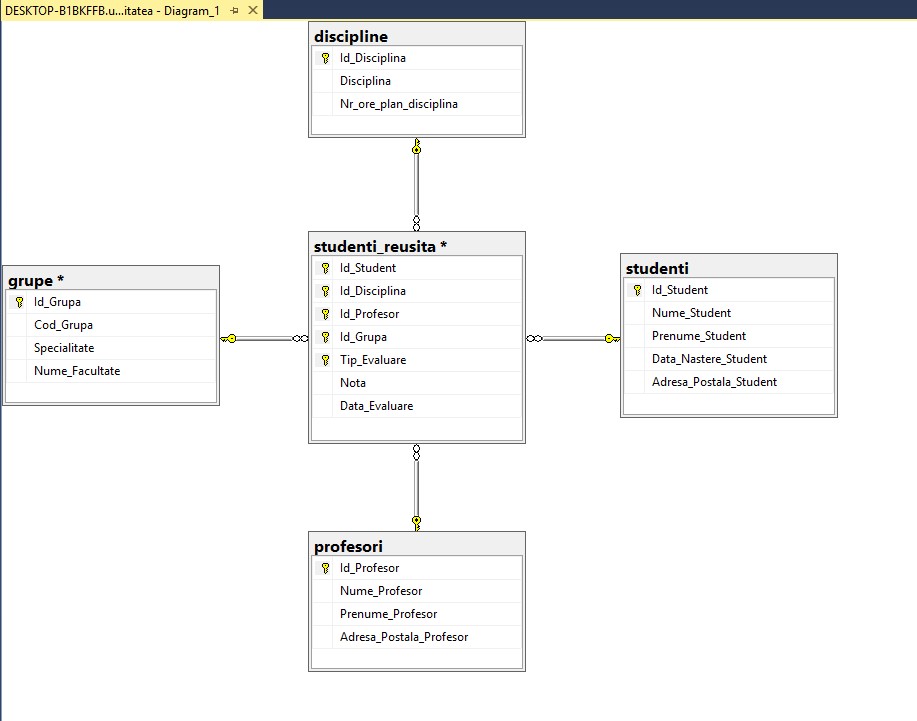 DESKTOP-B1BKFFB.u...itatea - Diagram_1
discipline
Id_Disciplina
Disciplina
Nr_ore_plan_disciplina
studenti_reusita *
Id_Student
Id_Disciplina
Id_Profesor
Id_Grupa
Tip_Evaluare
Nota
Data_Evaluare
grupe *
Id_Grupa
Cod_Grupa
Specialitate
Nume_Facultate
studenti
Id_Student
Nume_Student
Prenume_Student
Data_Nastere_Student
Adresa_Postala_Student
profesori
Id_Profesor
Nume_Profesor
Prenume_Profesor
Adresa_Postala_Profesor